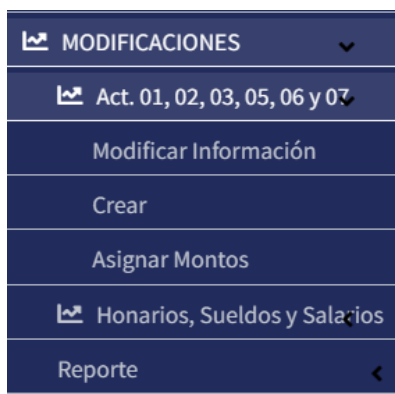 MODIFICACIONES
Act. 01, 02, 03, 05, 06 y 07
Modificar Información
Crear
Asignar Montos
Honarios, Sueldos y Salarios
Reporte